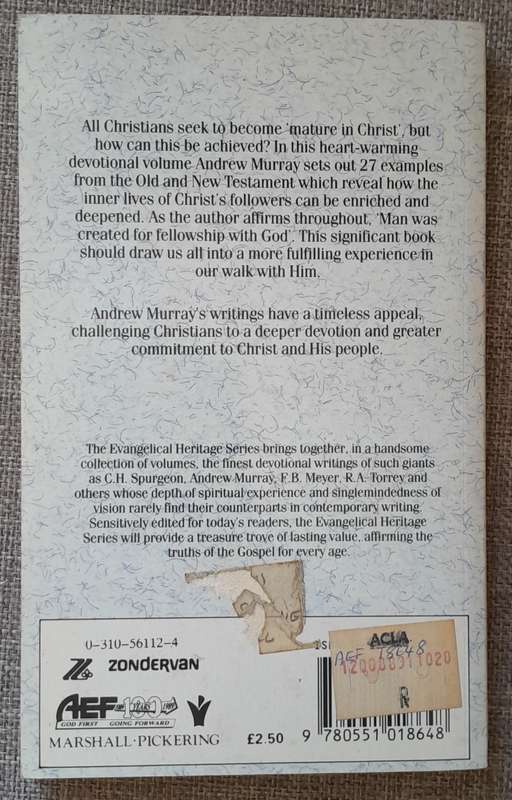 All Christians seek to become 'mature in Christ', but
how can this be achieved? In this heart-warming
devotional volume Andrew Murray sets out 27 examples
from the Old and New Testament which reveal how the
inner lives of Christ's followers can be enriched and
deepened. As the author affirms throughout, 'Man was
created for fellowship with God'. This significant book
should draw us all into a more fulfilling experience in
our walk with Him.
Andrew Murray's writings have a timeless appeal,
challenging Christians to a deeper devotion and greater
commitment to Christ and His people.
The Evangelical Heritage Series brings together, in a handsome
collection of volumes, the finest devotional writings of such giants
as C.H. Spurgeon, Andrew Murray, F.B. Meyer, R.A. Torrey and
others whose depth of spiritual experience and singlemindedness of
vision rarely find their counterparts in contemporary writing.
Sensitively edited for today's readers, the Evangelical Heritage
Series will provide a treasure trove of lasting value, affirming the
truths of the Gospel for every age.
0-310-56112-4
ZONDERVAN
AEF 100 YEARS
GOD FIRST GOING FORWARD
MARSHALL·PICKERING
£2.50
ACLA
AEF 18648
120000311020
R
9 780551 018648